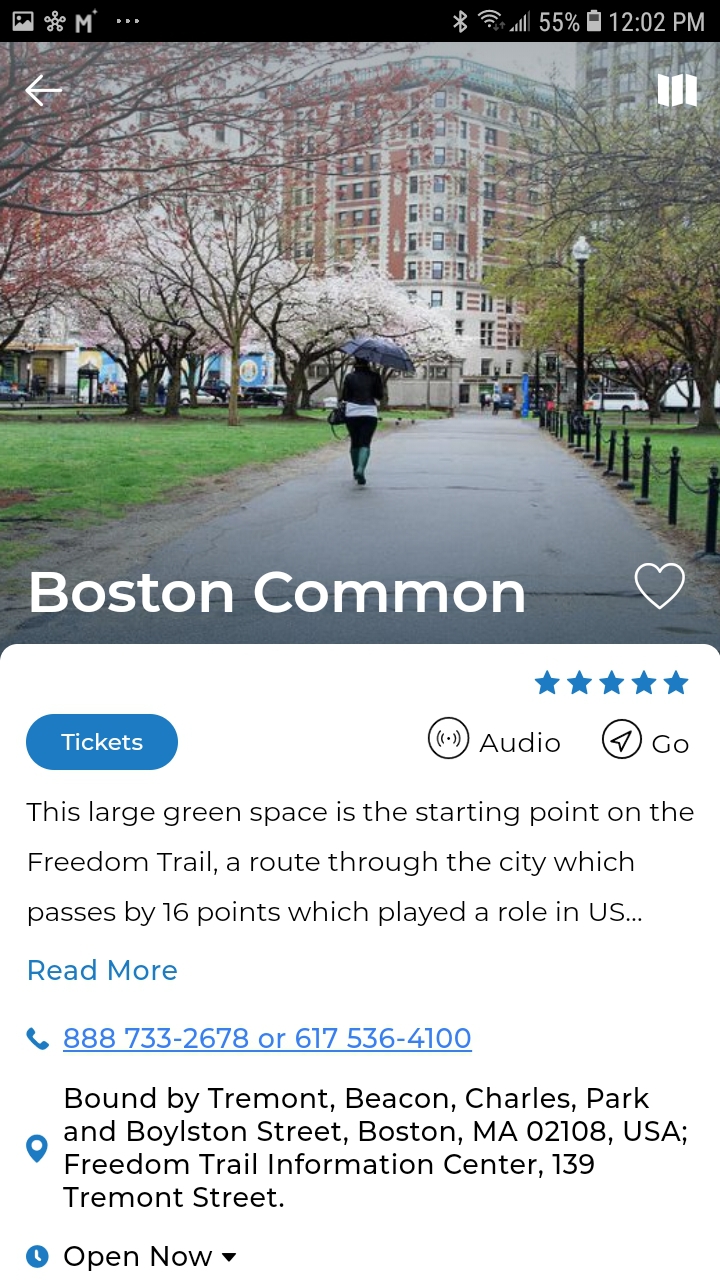 55% 12:02 PM
Boston Common
Tickets
Audio
Go
This large green space is the starting point on the
Freedom Trail, a route through the city which
passes by 16 points which played a role in US...
Read More
888 733-2678 or 617 536-4100
Bound by Tremont, Beacon, Charles, Park
and Boylston Street, Boston, MA 02108, USA;
Freedom Trail Information Center, 139
Tremont Street.
Open Now